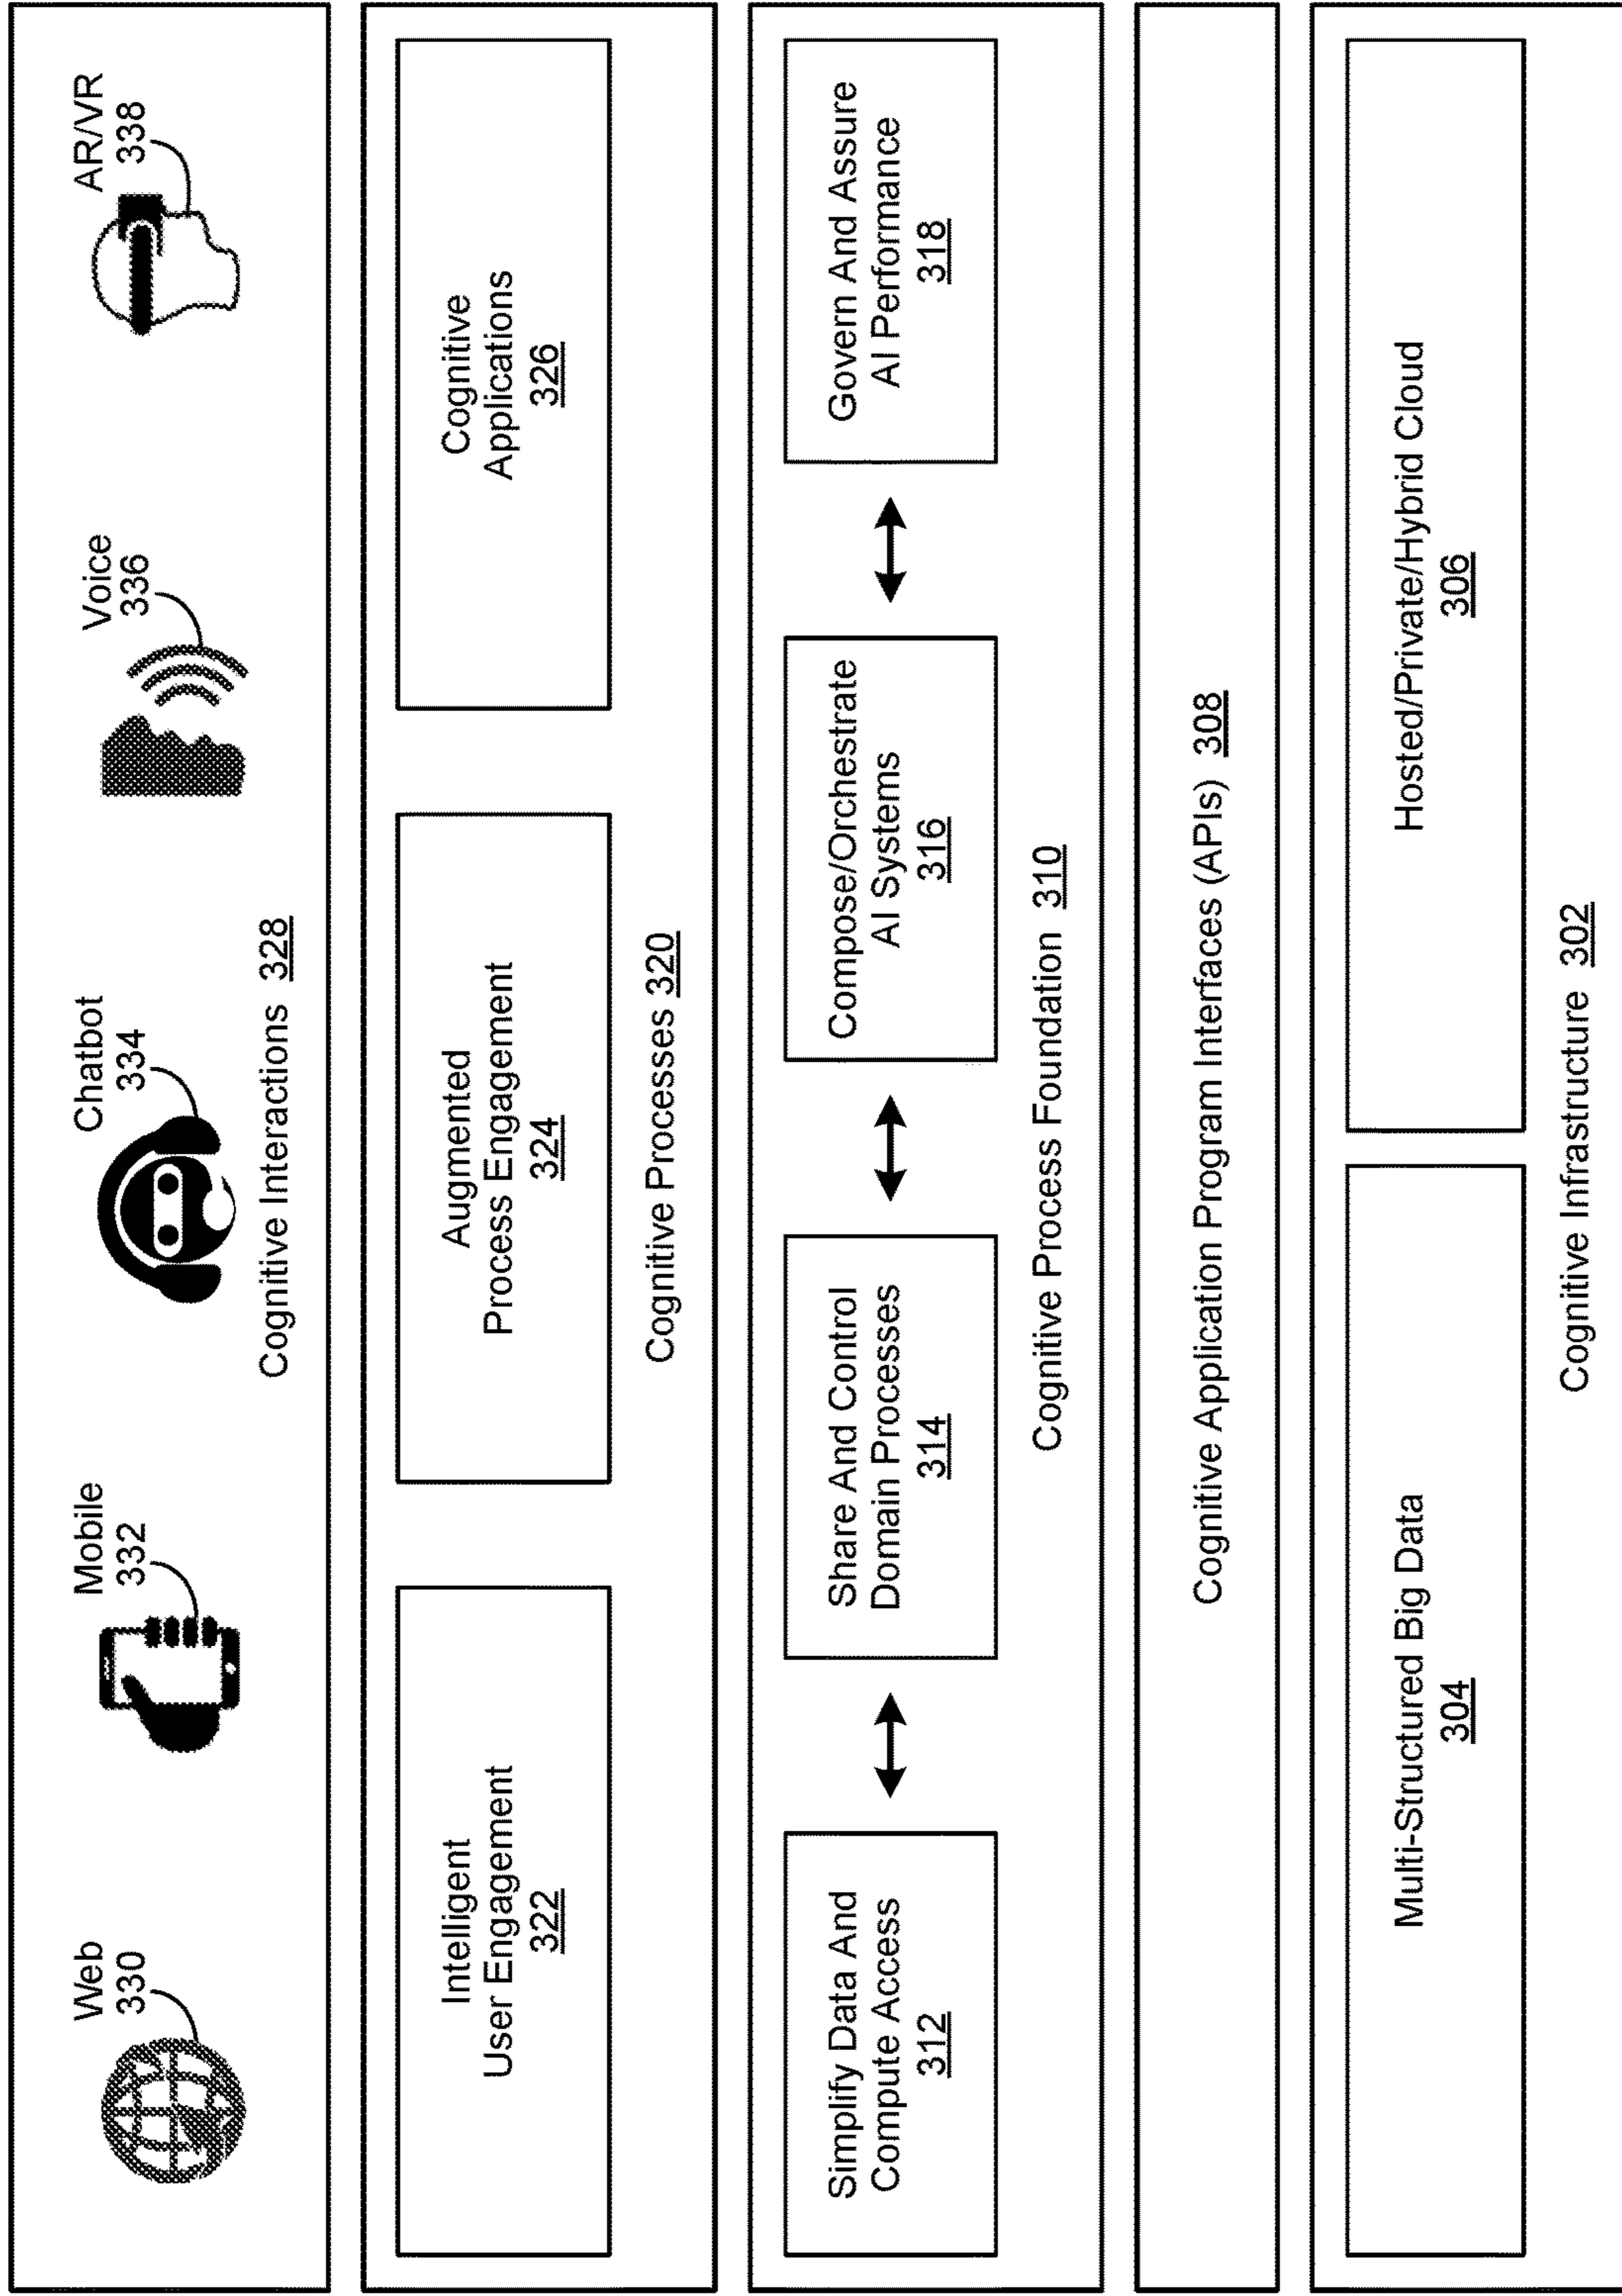 Web
330
Mobile
332
Chatbot
334
Voice
336
AR/VR
338
Cognitive Interactions 328
Intelligent
User Engagement
322
Augmented
Process Engagement
324
Cognitive
Applications
326
Cognitive Processes 320
Simplify Data And
Compute Access
312
Share And Control
Domain Processes
314
Compose/Orchestrate
AI Systems
316
Govern And Assure
AI Performance
318
Cognitive Process Foundation 310
Cognitive Application Program Interfaces (APIs) 308
Multi-Structured Big Data
304
Hosted/Private/Hybrid Cloud
306
Cognitive Infrastructure 302